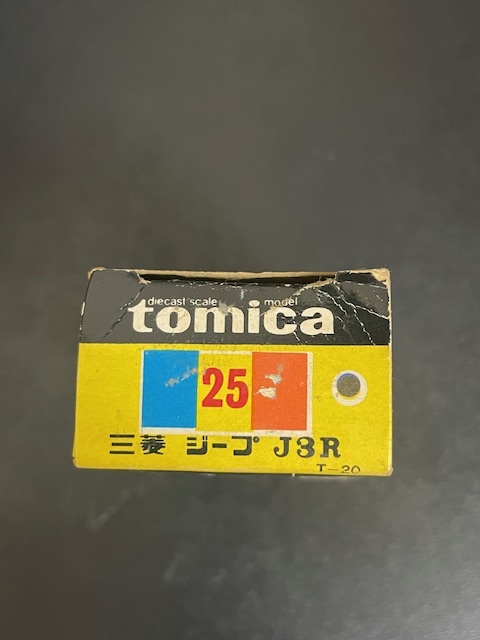 diecast scale model
tomica
25
三菱 ジープ J3R
T-20